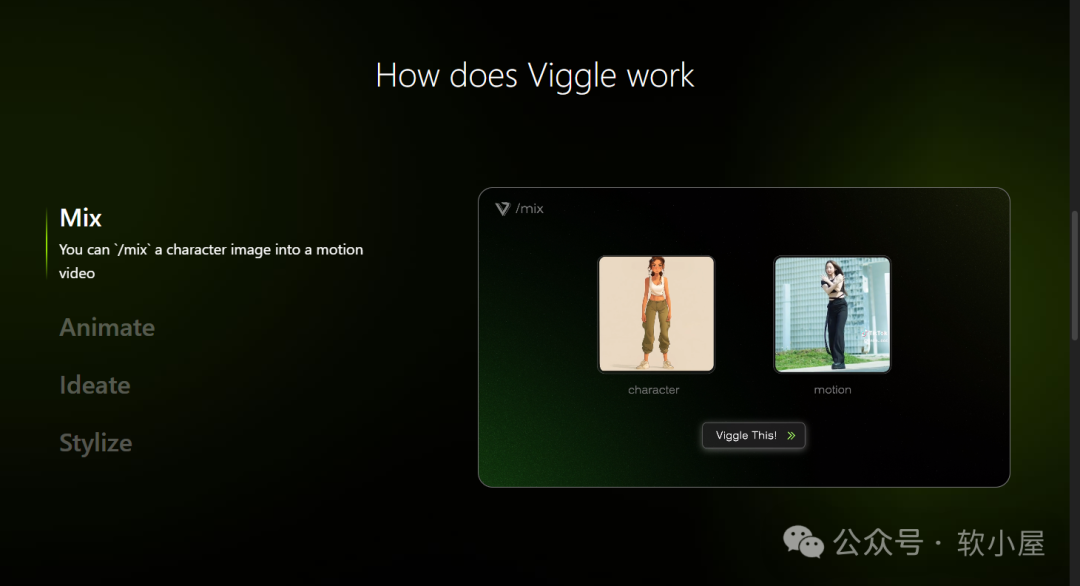 How does Viggle work
Mix
You can `/mix` a character image into a motion
video
Animate
Ideate
Stylize
/mix
character
motion
Viggle This! »
公众号 · 软小屋